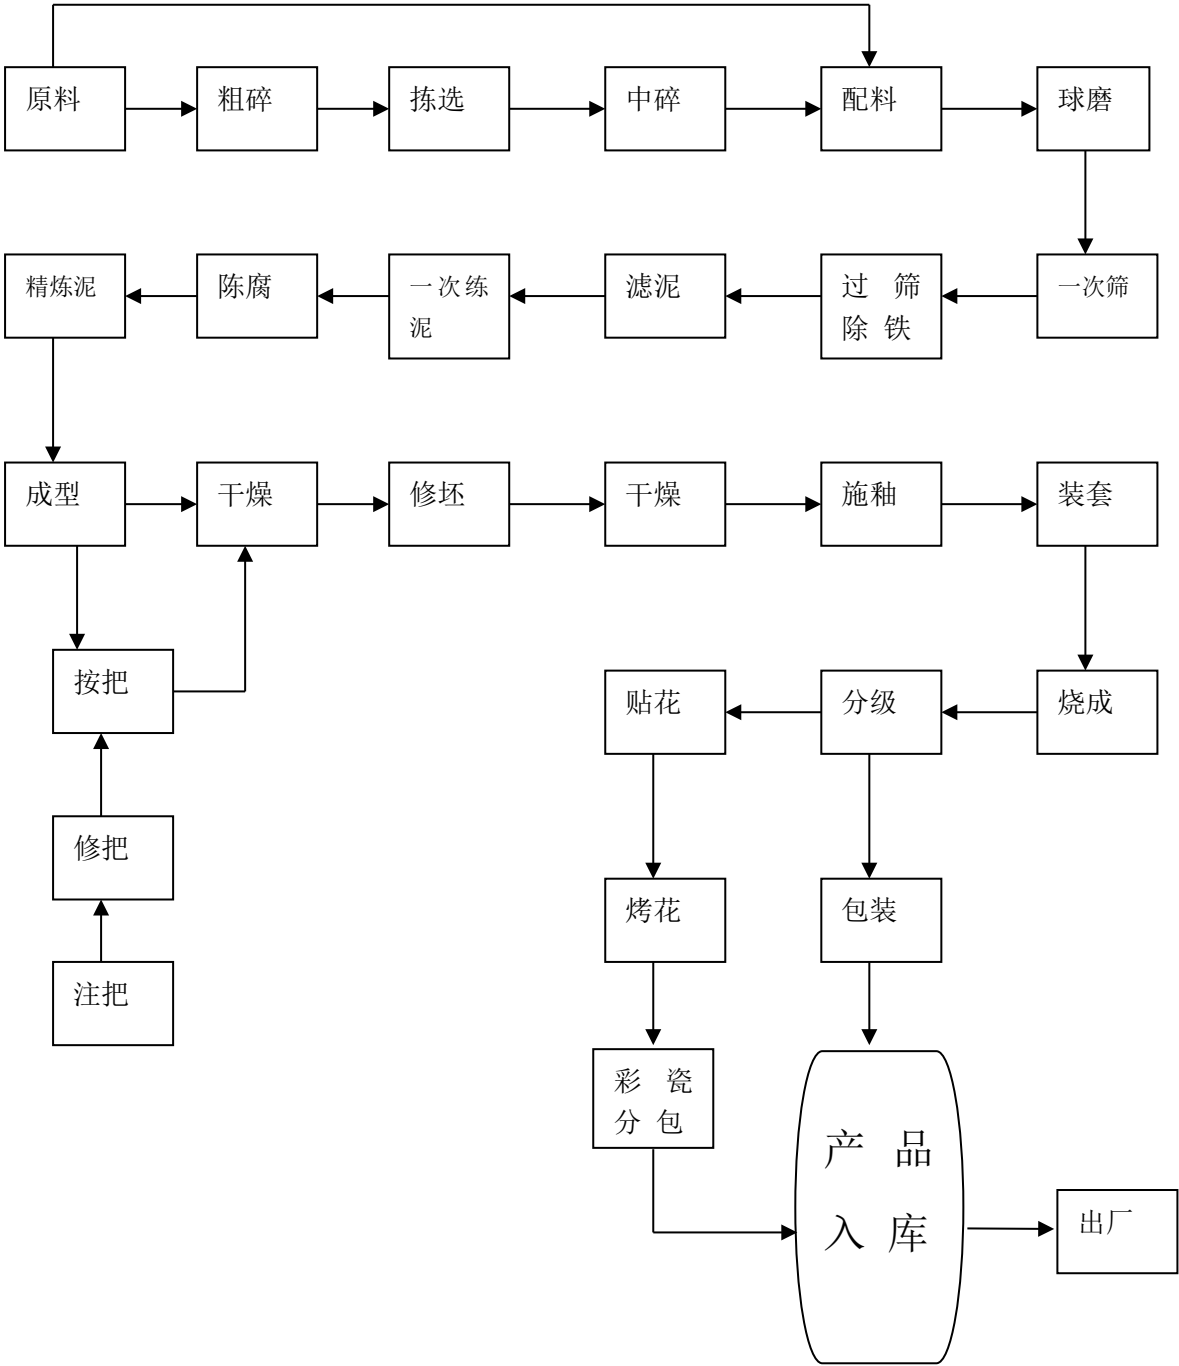 原料
粗碎
拣选
中碎
配料
球磨
精炼泥
陈腐
一次练
泥
滤泥
过 筛
除 铁
一次筛
成型
干燥
修坯
干燥
施釉
装套
按把
贴花
分级
烧成
修把
烤花
包装
注把
彩 瓷
分 包
产 品
入 库
出厂